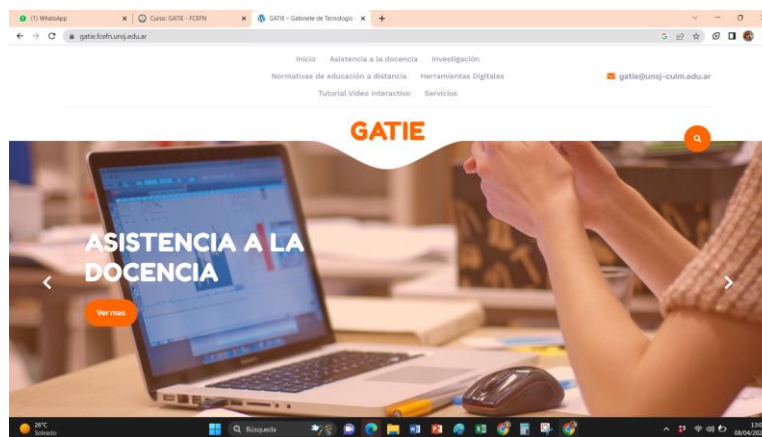 (1) WhatsApp
Curso: GATIE - FCEFN
GATIE – Gabinete de Tecnología
gatie.fcefn.unsj.edu.ar
Inicio Asistencia a la docencia Investigación
Normativas de educación a distancia Herramientas Digitales
Tutorial Video interactivo Servicios
gatie@unsj-cuim.edu.ar
GATIE
ASISTENCIA A LA
DOCENCIA
Ver mas
26°C
Soleado
Búsqueda